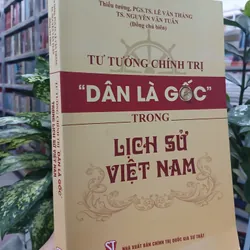 Thiếu tướng, PGS.TS. LÊ VĂN THẮNG
TS. NGUYỄN VĂN TUÂN
(Đồng chủ biên)
TƯ TƯỞNG CHÍNH TRỊ
"DÂN LÀ GỐC"
TRONG
LỊCH SỬ
VIỆT NAM
NHÀ XUẤT BẢN CHÍNH TRỊ QUỐC GIA SỰ THẬT